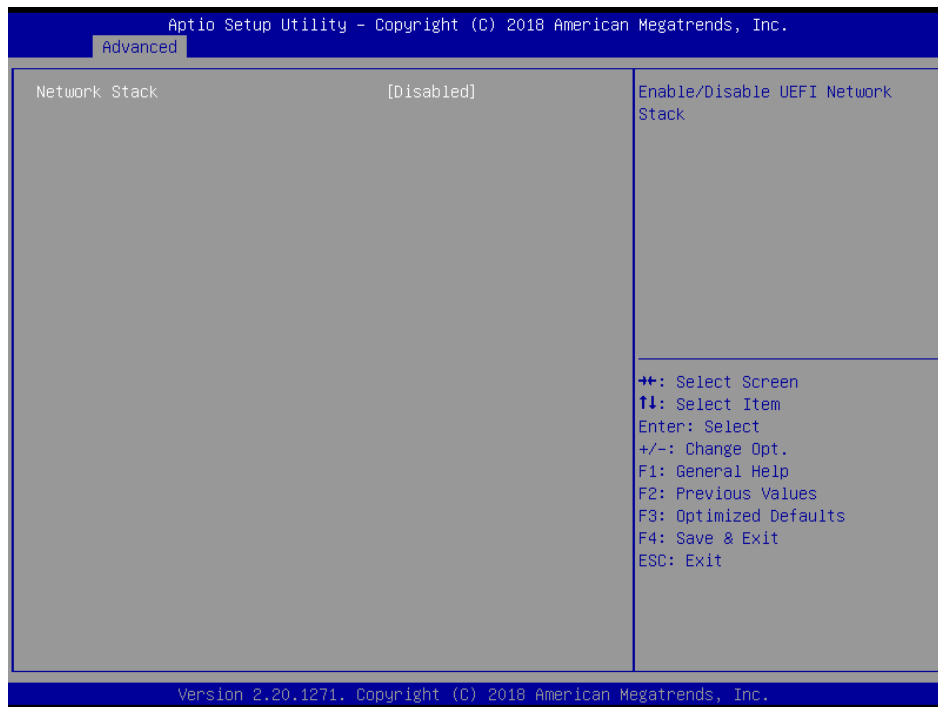 Aptio Setup Utility – Copyright (C) 2018 American Megatrends, Inc.
Advanced
Network Stack [Disabled]
Enable/Disable UEFI Network
Stack
→←: Select Screen
↑↓: Select Item
Enter: Select
+/-: Change Opt.
F1: General Help
F2: Previous Values
F3: Optimized Defaults
F4: Save & Exit
ESC: Exit
Version 2.20.1271. Copyright (C) 2018 American Megatrends, Inc.